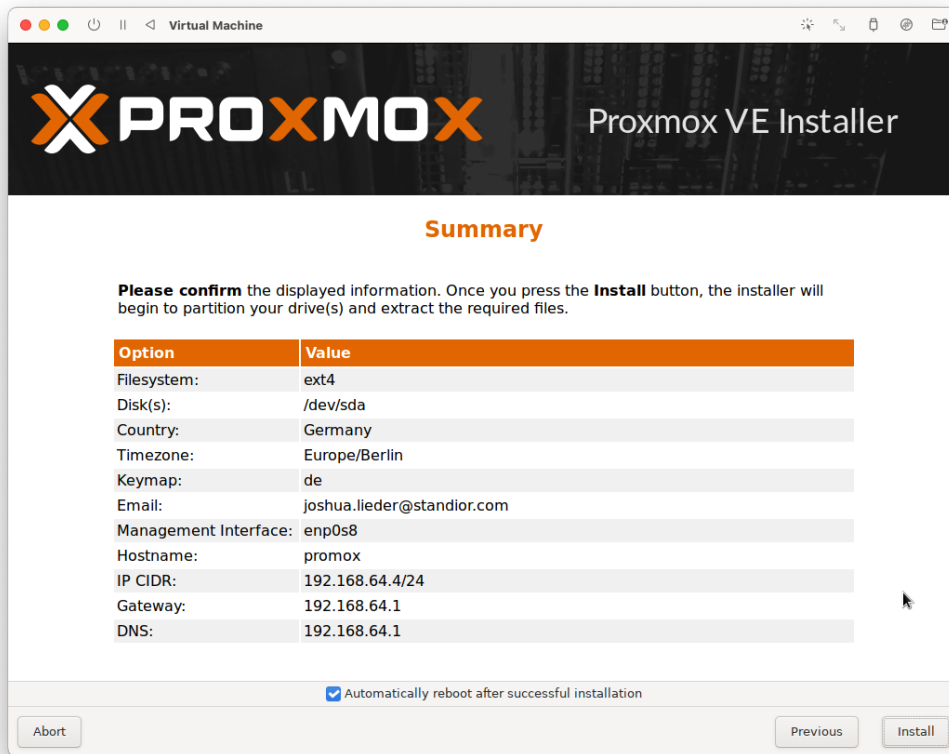 Virtual Machine
PROXMOX
Proxmox VE Installer
Summary
Please confirm the displayed information. Once you press the Install button, the installer will
begin to partition your drive(s) and extract the required files.
Option Value
Filesystem: ext4
Disk(s): /dev/sda
Country: Germany
Timezone: Europe/Berlin
Keymap: de
Email: joshua.lieder@standior.com
Management Interface: enp0s8
Hostname: promox
IP CIDR: 192.168.64.4/24
Gateway: 192.168.64.1
DNS: 192.168.64.1
Automatically reboot after successful installation
Abort Previous Install